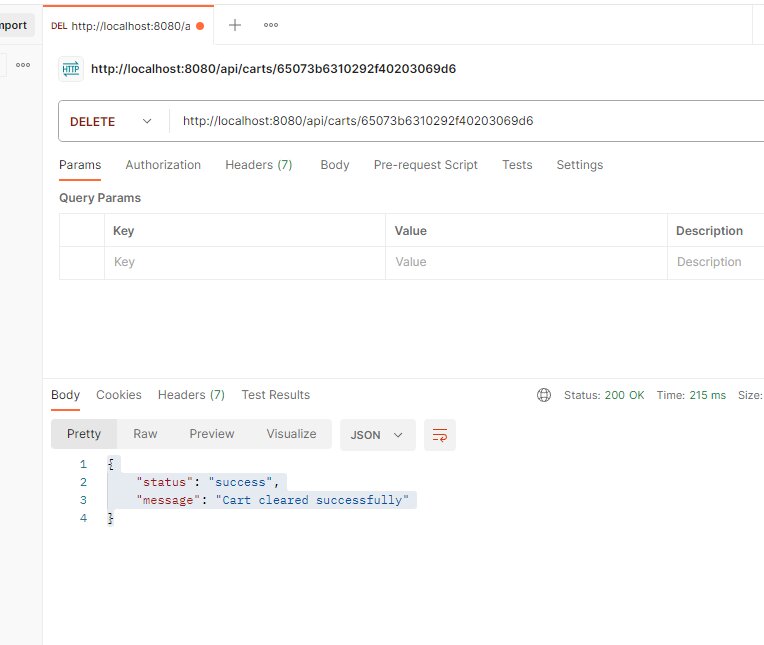 mport
DEL http://localhost:8080/a
http://localhost:8080/api/carts/65073b6310292f40203069d6
HTTP
DELETE http://localhost:8080/api/carts/65073b6310292f40203069d6
Params Authorization Headers (7) Body Pre-request Script Tests Settings
Query Params
Key Value Description
Key Value Description
Body Cookies Headers (7) Test Results Status: 200 OK Time: 215 ms Size:
Pretty Raw Preview Visualize JSON
1 {
2 "status": "success",
3 "message": "Cart cleared successfully"
4 }